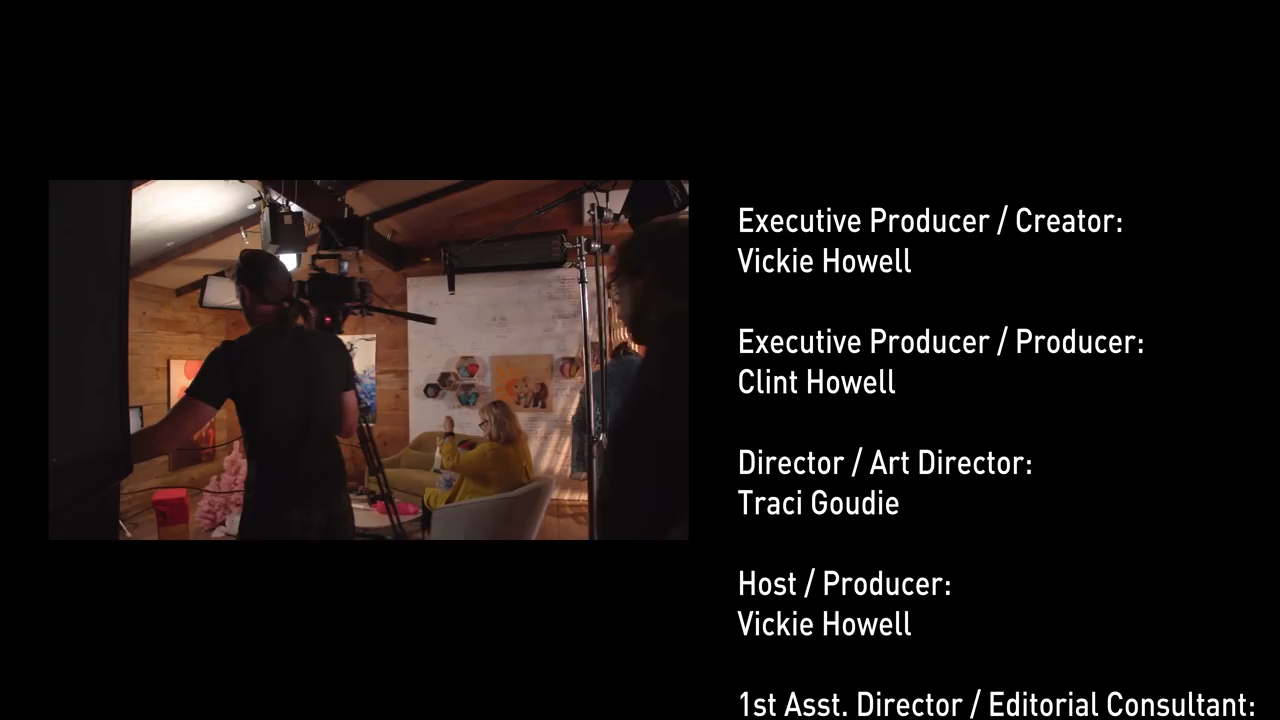 Executive Producer / Creator:
Vickie Howell
Executive Producer / Producer:
Clint Howell
Director / Art Director:
Traci Goudie
Host / Producer:
Vickie Howell
1st Asst. Director / Editorial Consultant: